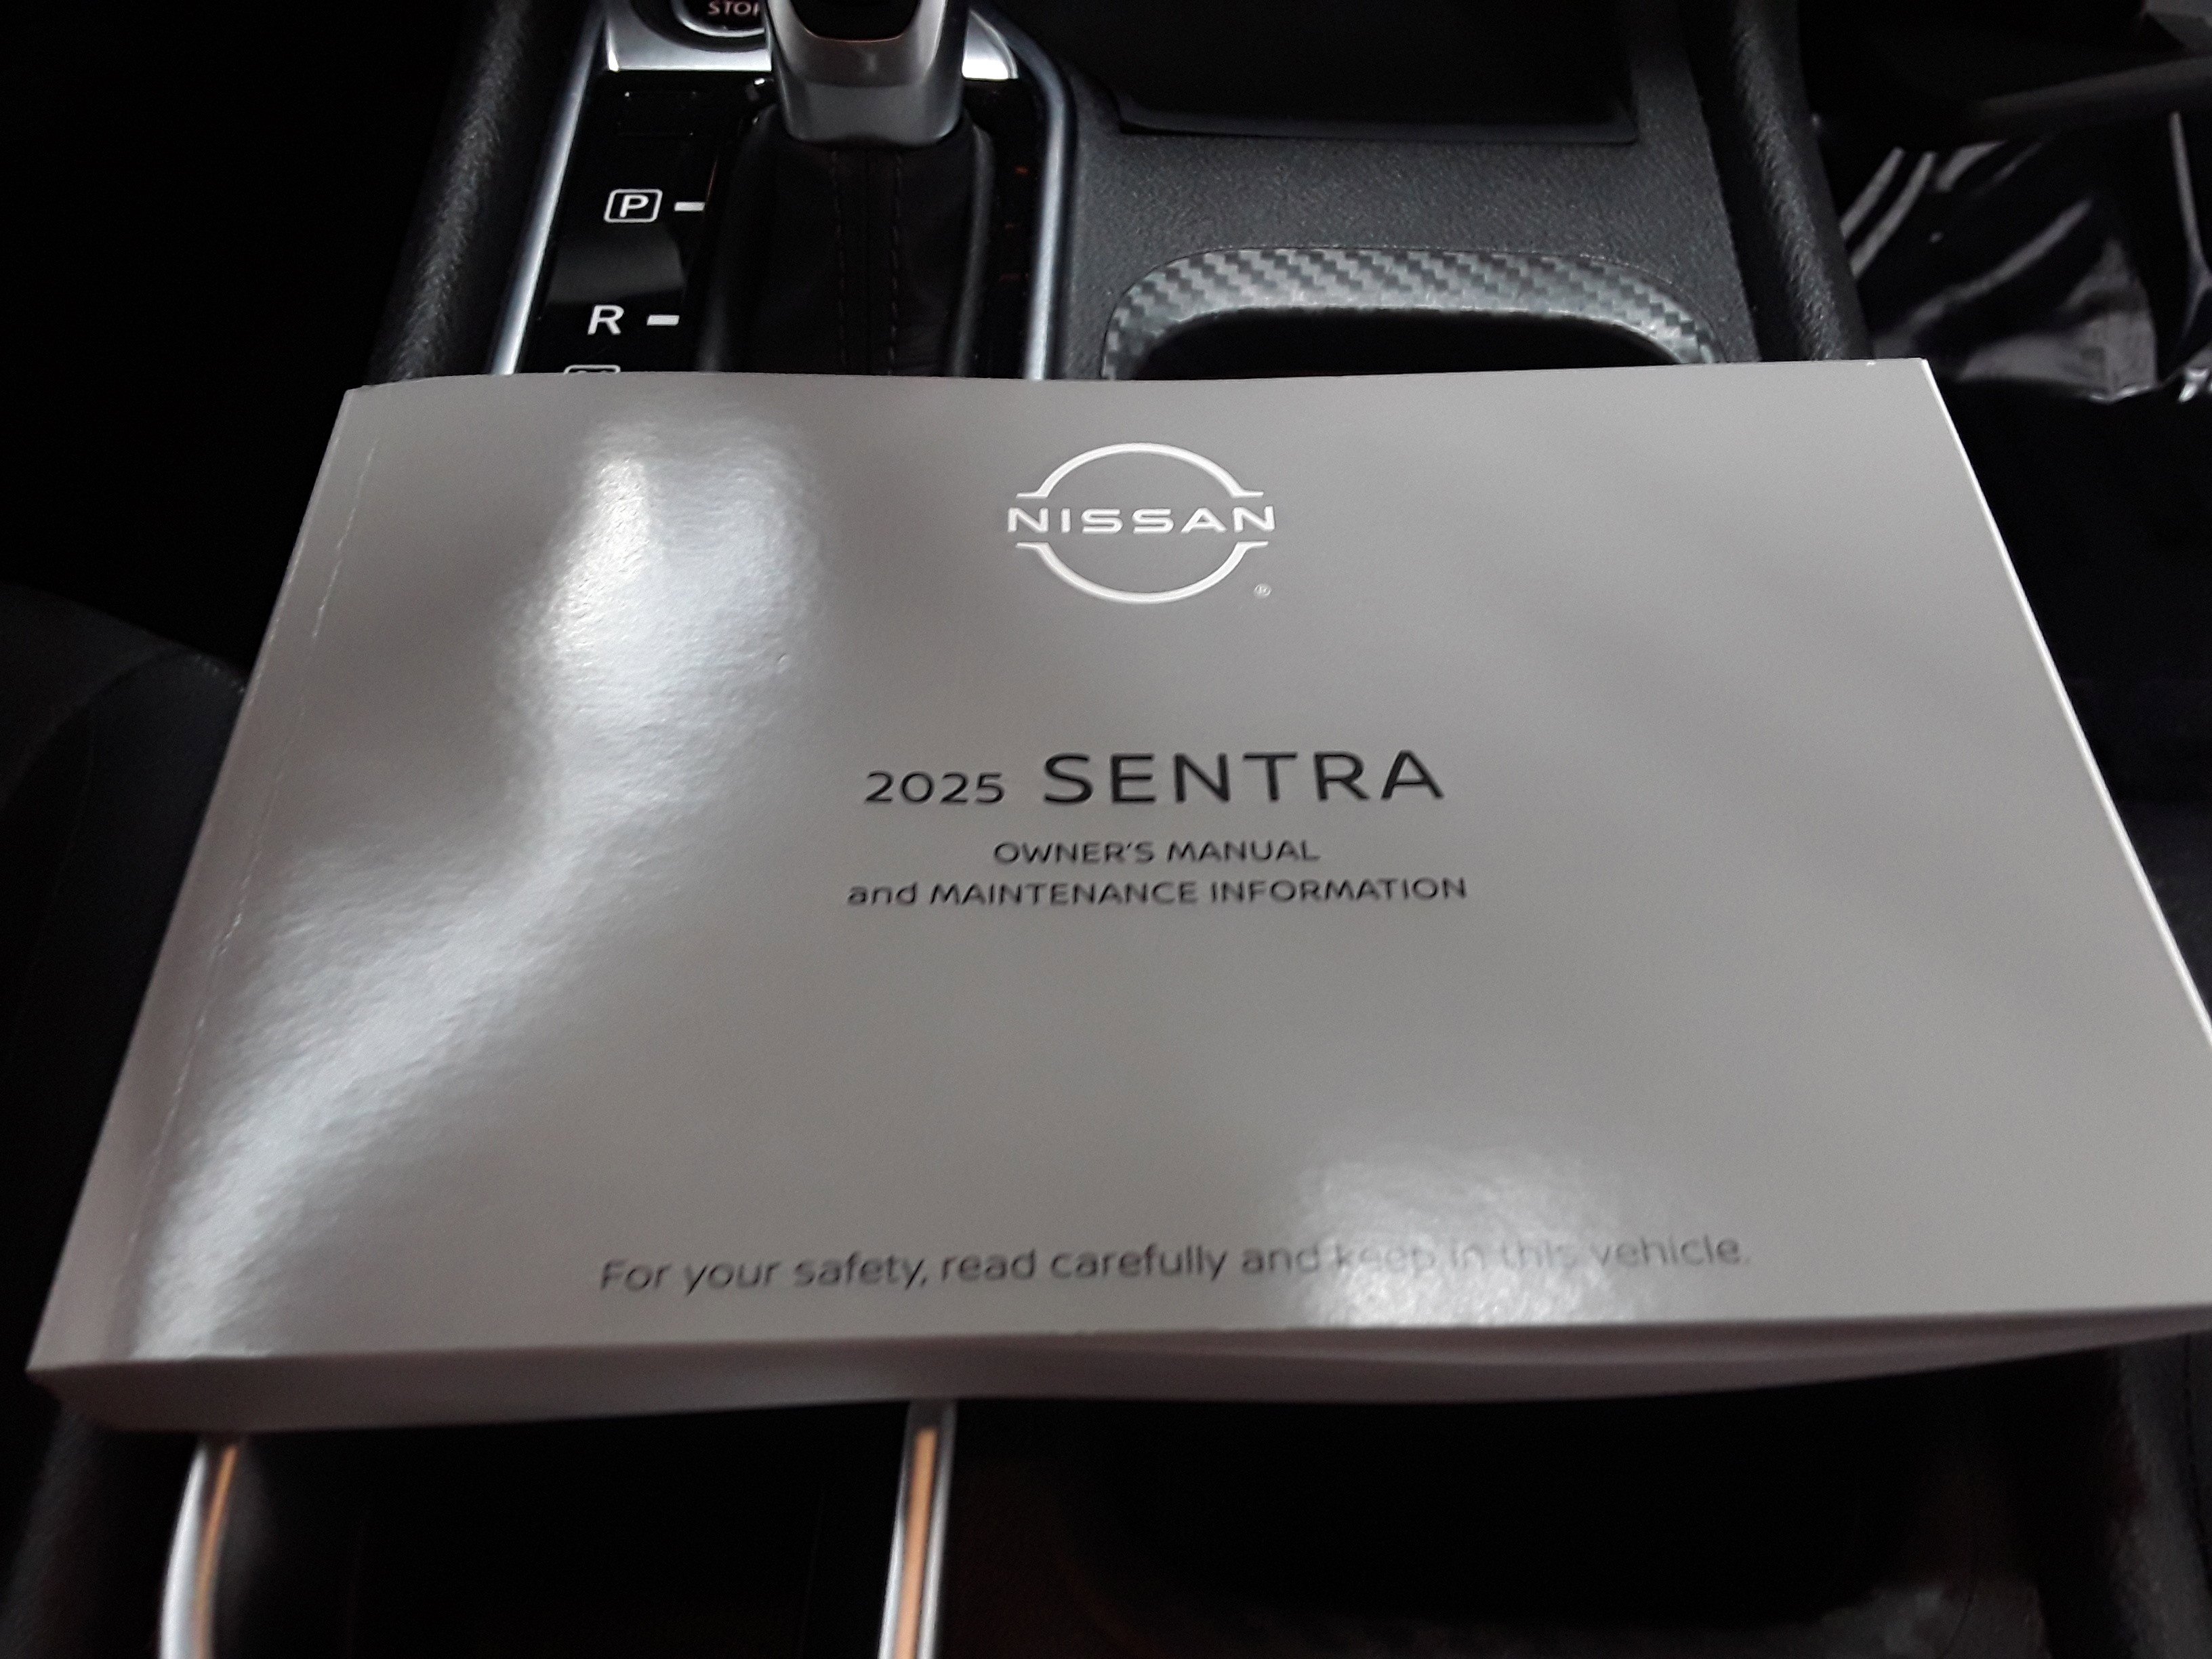 STOP
P
R
NISSAN
®
2025 SENTRA
OWNER'S MANUAL
and MAINTENANCE INFORMATION
For your safety, read carefully and keep in this vehicle.